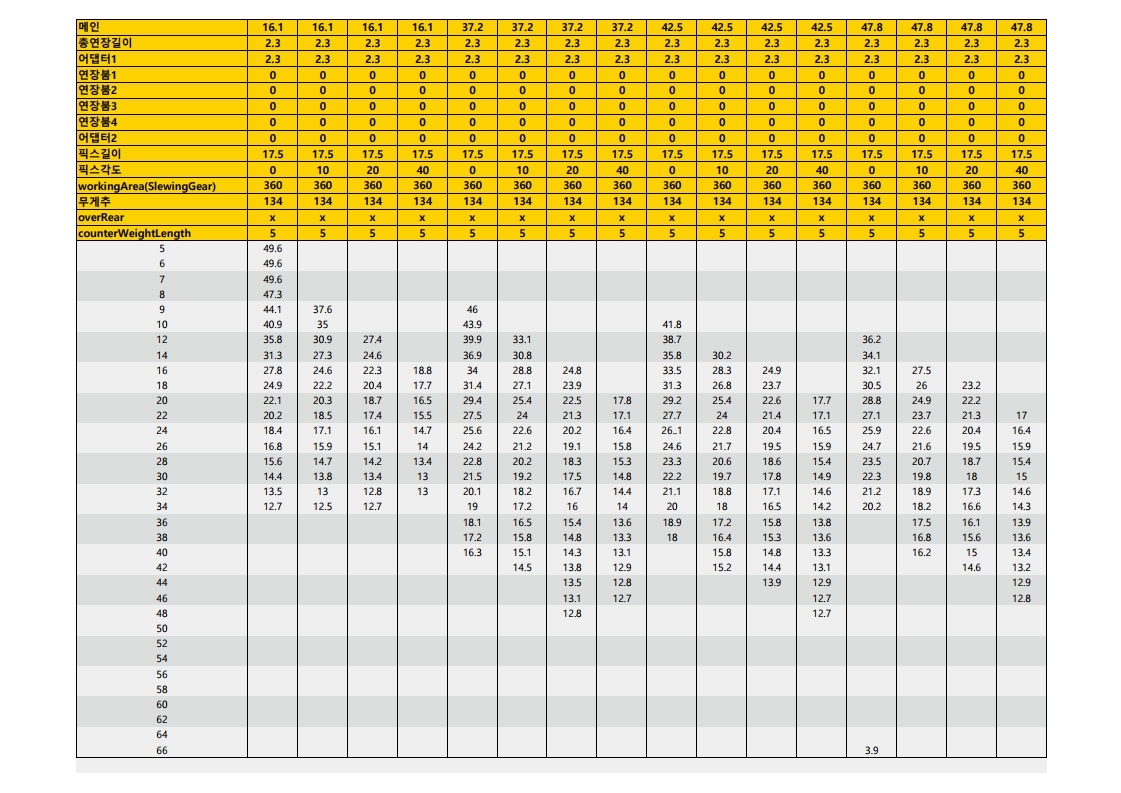 메인 16.1 16.1 16.1 16.1 37.2 37.2 37.2 37.2 42.5 42.5 42.5 42.5 47.8 47.8 47.8 47.8
총연장길이 2.3 2.3 2.3 2.3 2.3 2.3 2.3 2.3 2.3 2.3 2.3 2.3 2.3 2.3 2.3 2.3
어댑터1 2.3 2.3 2.3 2.3 2.3 2.3 2.3 2.3 2.3 2.3 2.3 2.3 2.3 2.3 2.3 2.3
연장붐1 0 0 0 0 0 0 0 0 0 0 0 0 0 0 0 0
연장붐2 0 0 0 0 0 0 0 0 0 0 0 0 0 0 0 0
연장붐3 0 0 0 0 0 0 0 0 0 0 0 0 0 0 0 0
연장붐4 0 0 0 0 0 0 0 0 0 0 0 0 0 0 0 0
어댑터2 0 0 0 0 0 0 0 0 0 0 0 0 0 0 0 0
픽스길이 17.5 17.5 17.5 17.5 17.5 17.5 17.5 17.5 17.5 17.5 17.5 17.5 17.5 17.5 17.5 17.5
픽스각도 0 10 20 40 0 10 20 40 0 10 20 40 0 10 20 40
workingArea(SlewingGear) 360 360 360 360 360 360 360 360 360 360 360 360 360 360 360 360
무게추 134 134 134 134 134 134 134 134 134 134 134 134 134 134 134 134
overRear x x x x x x x x x x x x x x x x
counterWeightLength 5 5 5 5 5 5 5 5 5 5 5 5 5 5 5 5
5 49.6
6 49.6
7 49.6
8 47.3
9 44.1 37.6 46
10 40.9 35 43.9 41.8
12 35.8 30.9 27.4 39.9 33.1 38.7 36.2
14 31.3 27.3 24.6 36.9 30.8 35.8 30.2 34.1
16 27.8 24.6 22.3 18.8 34 28.8 24.8 33.5 28.3 24.9 32.1 27.5
18 24.9 22.2 20.4 17.7 31.4 27.1 23.9 31.3 26.8 23.7 30.5 26 23.2
20 22.1 20.3 18.7 16.5 29.4 25.4 22.5 17.8 29.2 25.4 22.6 17.7 28.8 24.9 22.2
22 20.2 18.5 17.4 15.5 27.5 24 21.3 17.1 27.7 24 21.4 17.1 27.1 23.7 21.3 17
24 18.4 17.1 16.1 14.7 25.6 22.6 20.2 16.4 26..1 22.8 20.4 16.5 25.9 22.6 20.4 16.4
26 16.8 15.9 15.1 14 24.2 21.2 19.1 15.8 24.6 21.7 19.5 15.9 24.7 21.6 19.5 15.9
28 15.6 14.7 14.2 13.4 22.8 20.2 18.3 15.3 23.3 20.6 18.6 15.4 23.5 20.7 18.7 15.4
30 14.4 13.8 13.4 13 21.5 19.2 17.5 14.8 22.2 19.7 17.8 14.9 22.3 19.8 18 15
32 13.5 13 12.8 13 20.1 18.2 16.7 14.4 21.1 18.8 17.1 14.6 21.2 18.9 17.3 14.6
34 12.7 12.5 12.7 19 17.2 16 14 20 18 16.5 14.2 20.2 18.2 16.6 14.3
36 18.1 16.5 15.4 13.6 18.9 17.2 15.8 13.8 17.5 16.1 13.9
38 17.2 15.8 14.8 13.3 18 16.4 15.3 13.6 16.8 15.6 13.6
40 16.3 15.1 14.3 13.1 15.8 14.8 13.3 16.2 15 13.4
42 14.5 13.8 12.9 15.2 14.4 13.1 14.6 13.2
44 13.5 12.8 13.9 12.9 12.9
46 13.1 12.7 12.7 12.8
48 12.8 12.7
50
52
54
56
58
60
62
64
66 3.9